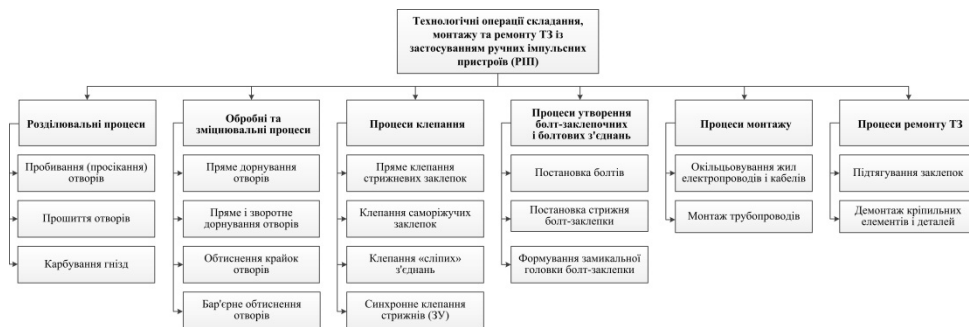 Технологічні операції складання,
монтажу та ремонту ТЗ із
застосуванням ручних імпульсних
пристроїв (РІП)
Розділювальні процеси
Пробивання (просікання)
отворів
Прошиття отворів
Карбування гнізд
Обробні та
зміцнювальні процеси
Пряме дорнування
отворів
Пряме і зворотне
дорнування отворів
Обтиснення крайок
отворів
Бар'єрне обтиснення
отворів
Процеси клепання
Пряме клепання
стрижневих заклепок
Клепання саморіжучих
заклепок
Клепання «сліпих»
з'єднань
Синхронне клепання
стрижнів (ЗУ)
Процеси утворення
болт-заклепочних
і болтових з'єднань
Постановка болтів
Постановка стрижня
болт-заклепки
Формування замикальної
головки болт-заклепки
Процеси монтажу
Окільцьовування жил
електропроводів і кабелів
Монтаж трубопроводів
Процеси ремонту ТЗ
Підтягування заклепок
Демонтаж кріпильних
елементів і деталей